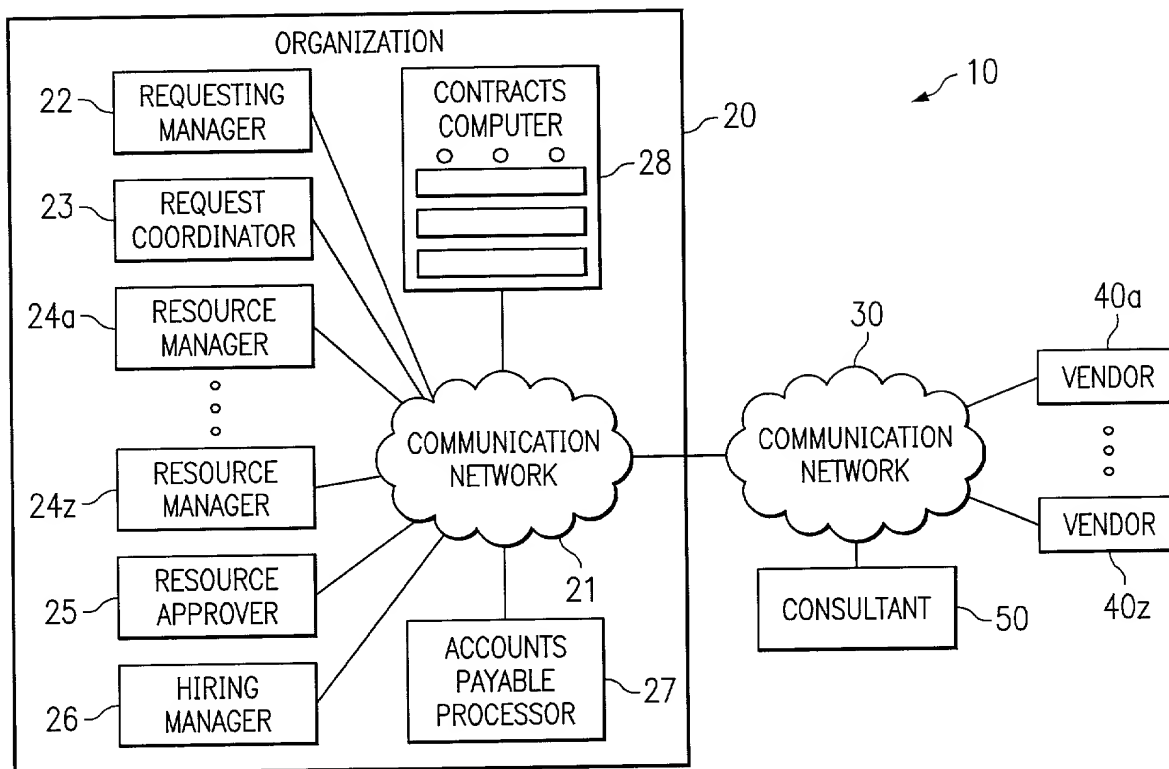 ORGANIZATION
22
REQUESTING
MANAGER
CONTRACTS
COMPUTER
28
20
10
23
REQUEST
COORDINATOR
24a
RESOURCE
MANAGER
24z
RESOURCE
MANAGER
25
RESOURCE
APPROVER
26
HIRING
MANAGER
COMMUNICATION
NETWORK
21
ACCOUNTS
PAYABLE
PROCESSOR
27
30
COMMUNICATION
NETWORK
40a
VENDOR
VENDOR
40z
CONSULTANT
50